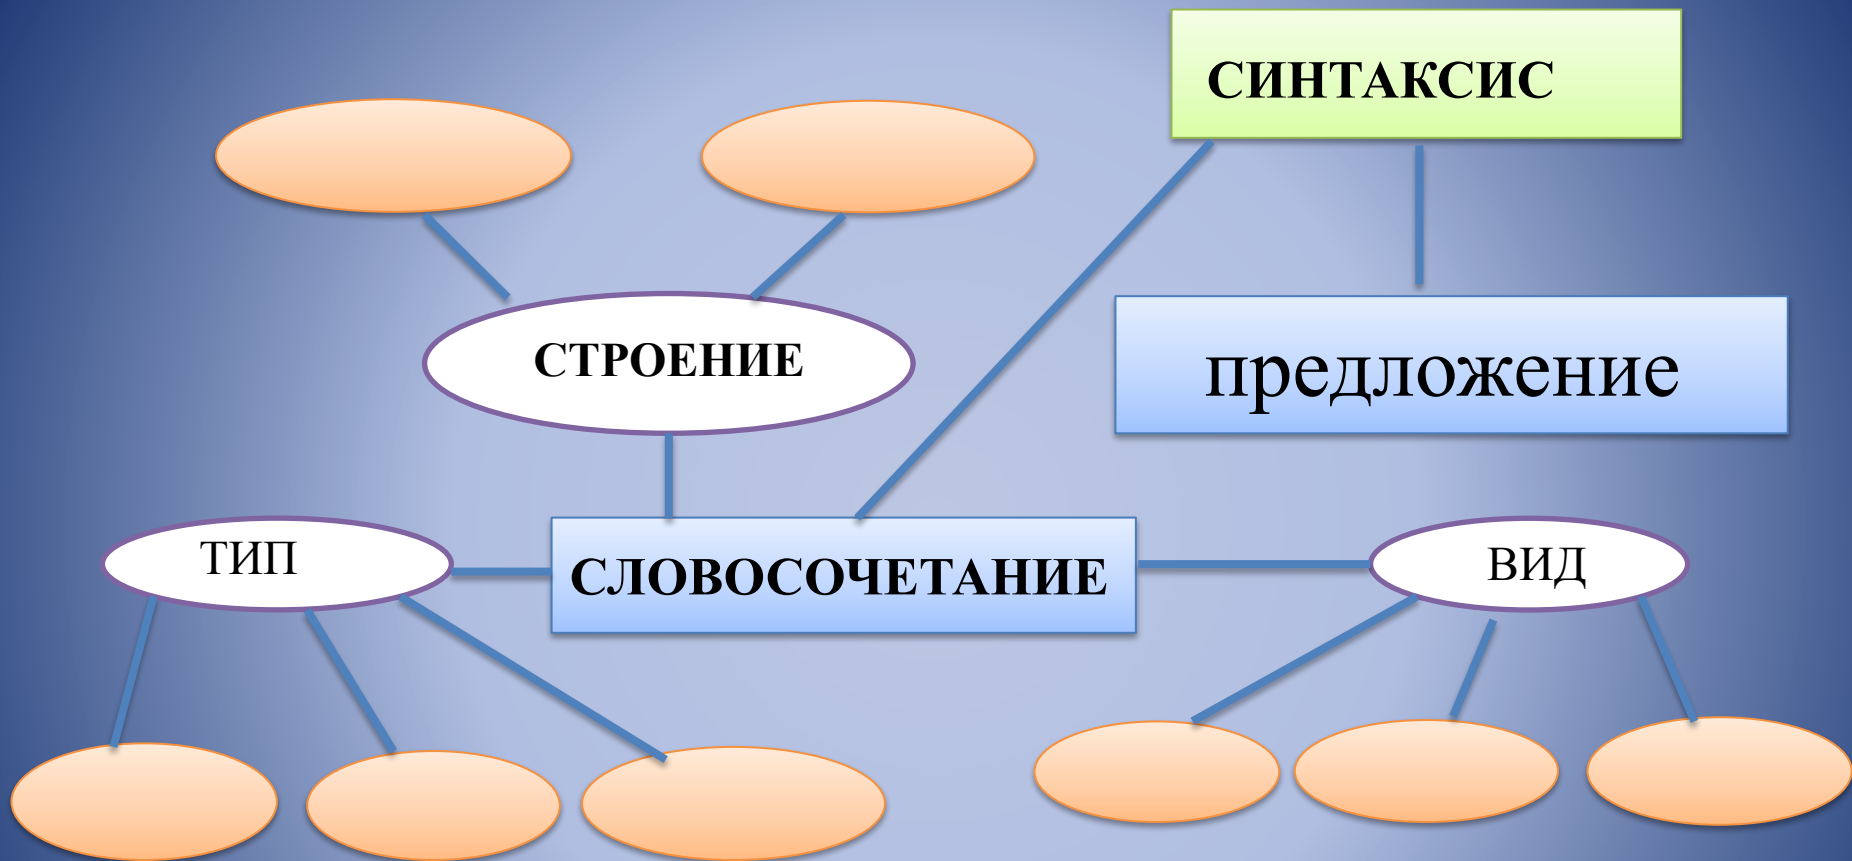 СИНТАКСИС
СТРОЕНИЕ
предложение
ТИП
СЛОВОСОЧЕТАНИЕ
ВИД